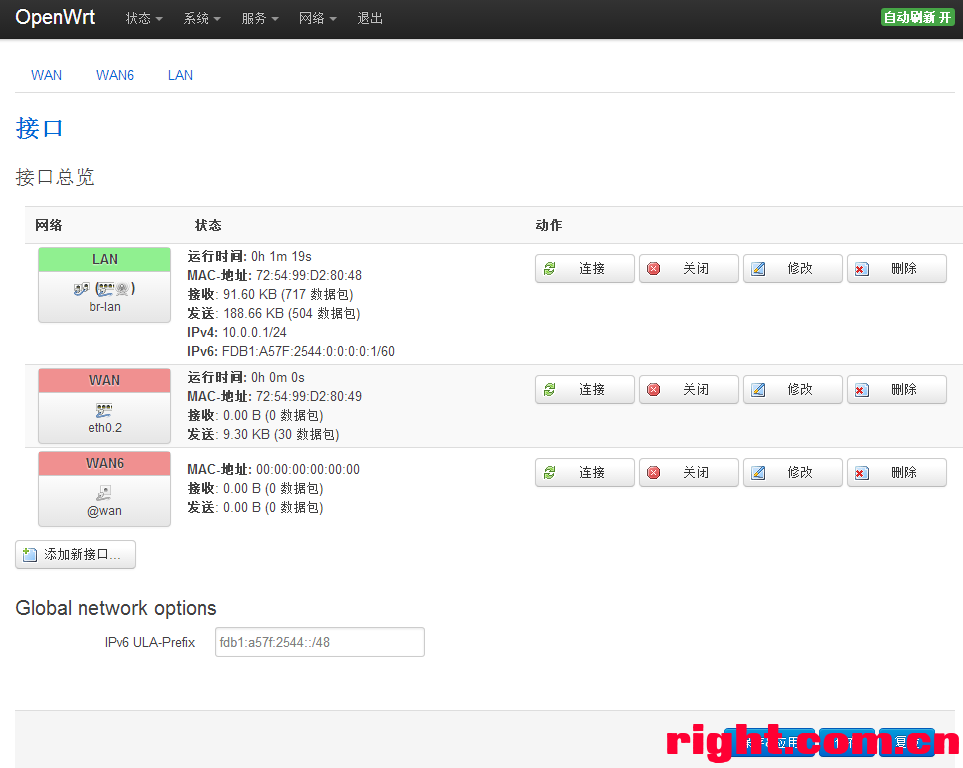 OpenWrt 状态 系统 服务 网络 退出 自动刷新 开
WAN WAN6 LAN
接口
接口总览
网络 状态 动作
LAN
( )
br-lan
运行时间: 0h 1m 19s
MAC-地址: 72:54:99:D2:80:48
接收: 91.60 KB (717 数据包)
发送: 188.66 KB (504 数据包)
IPv4: 10.0.0.1/24
IPv6: FDB1:A57F:2544:0:0:0:0:1/60
连接 关闭 修改 删除
WAN
eth0.2
运行时间: 0h 0m 0s
MAC-地址: 72:54:99:D2:80:49
接收: 0.00 B (0 数据包)
发送: 9.30 KB (30 数据包)
连接 关闭 修改 删除
WAN6
@wan
MAC-地址: 00:00:00:00:00:00
接收: 0.00 B (0 数据包)
发送: 0.00 B (0 数据包)
连接 关闭 修改 删除
添加新接口...
Global network options
IPv6 ULA-Prefix fdb1:a57f:2544::/48
right.com.cn